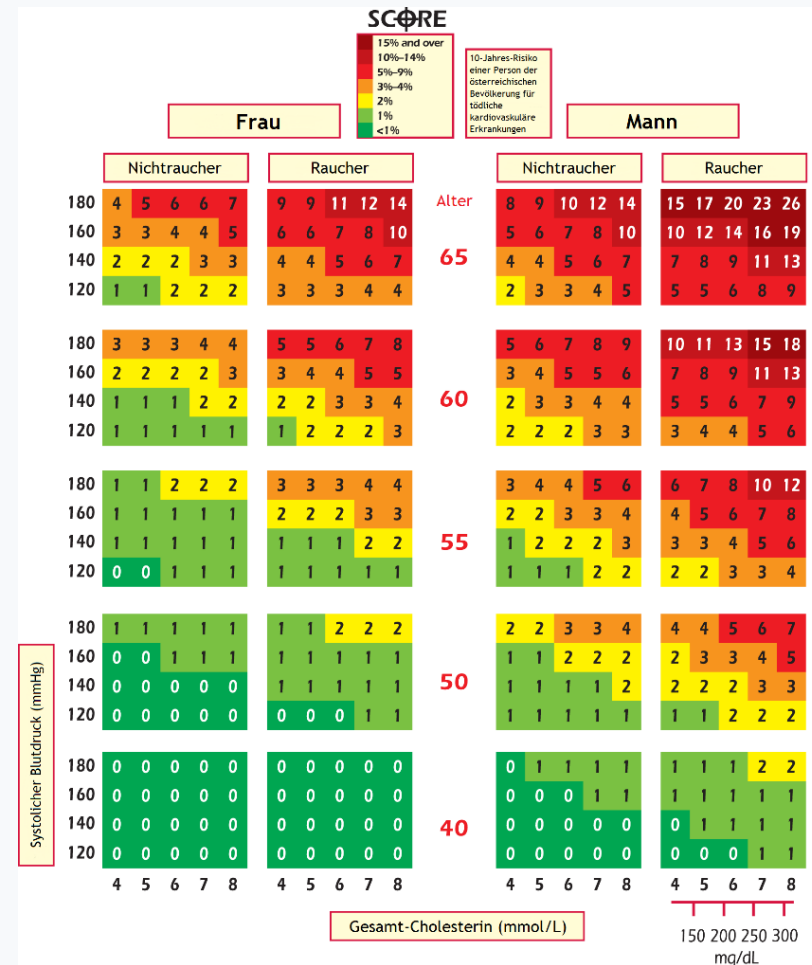 SCORE
15% and over
10%–14%
5%–9%
3%–4%
2%
1%
<1%
10-Jahres-Risiko
einer Person der
österreichischen
Bevölkerung für
tödliche
kardiovaskuläre
Erkrankungen
Frau
Mann
Nichtraucher Raucher Nichtraucher Raucher
Alter
180 4 5 6 6 7 9 9 11 12 14 8 9 10 12 14 15 17 20 23 26
160 3 3 4 4 5 6 6 7 8 10 5 6 7 8 10 10 12 14 16 19
65
140 2 2 2 3 3 4 4 5 6 7 4 4 5 6 7 7 8 9 11 13
120 1 1 2 2 2 3 3 3 4 4 2 3 3 4 5 5 5 6 8 9
180 3 3 3 4 4 5 5 6 7 8 5 6 7 8 9 10 11 13 15 18
160 2 2 2 2 3 3 4 4 5 5 3 4 5 5 6 7 8 9 11 13
60
140 1 1 1 2 2 2 2 3 3 4 2 3 3 4 4 5 5 6 7 9
120 1 1 1 1 1 1 2 2 2 3 2 2 2 3 3 3 4 4 5 6
180 1 1 2 2 2 3 3 3 4 4 3 4 4 5 6 6 7 8 10 12
160 1 1 1 1 1 2 2 2 3 3 2 2 3 3 4 4 5 6 7 8
55
140 1 1 1 1 1 1 1 1 2 2 1 2 2 2 3 3 3 4 5 6
120 0 0 1 1 1 1 1 1 1 1 1 1 1 2 2 2 2 3 3 4
180 1 1 1 1 1 1 1 2 2 2 2 2 3 3 4 4 4 5 6 7
160 0 0 1 1 1 1 1 1 1 1 1 1 2 2 2 2 3 3 4 5
50
140 0 0 0 0 0 1 1 1 1 1 1 1 1 1 2 2 2 2 3 3
120 0 0 0 0 0 0 0 0 1 1 1 1 1 1 1 1 1 2 2 2
180 0 0 0 0 0 0 0 0 0 0 0 1 1 1 1 1 1 1 2 2
160 0 0 0 0 0 0 0 0 0 0 0 0 0 1 1 1 1 1 1 1
40
140 0 0 0 0 0 0 0 0 0 0 0 0 0 0 0 0 1 1 1 1
120 0 0 0 0 0 0 0 0 0 0 0 0 0 0 0 0 0 0 1 1
4 5 6 7 8 4 5 6 7 8 4 5 6 7 8 4 5 6 7 8
Systolicher Blutdruck (mmHg)
Gesamt-Cholesterin (mmol/L)
150 200 250 300
mg/dL